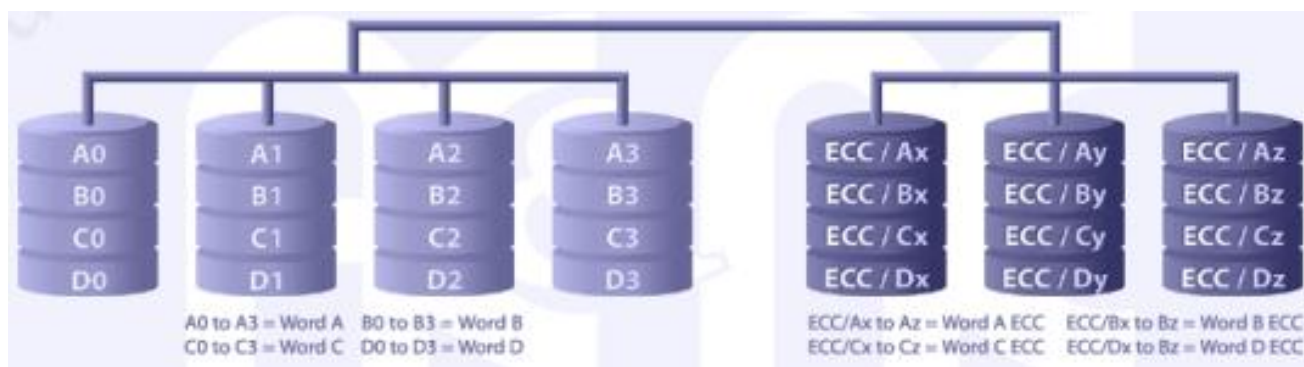 A0 A1 A2 A3 ECC / Ax ECC / Ay ECC / Az
B0 B1 B2 B3 ECC / Bx ECC / By ECC / Bz
C0 C1 C2 C3 ECC / Cx ECC / Cy ECC / Cz
D0 D1 D2 D3 ECC / Dx ECC / Dy ECC / Dz
A0 to A3 = Word A B0 to B3 = Word B ECC/Ax to Az = Word A ECC ECC/Bx to Bz = Word B ECC
C0 to C3 = Word C D0 to D3 = Word D ECC/Cx to Cz = Word C ECC ECC/Dx to Bz = Word D ECC